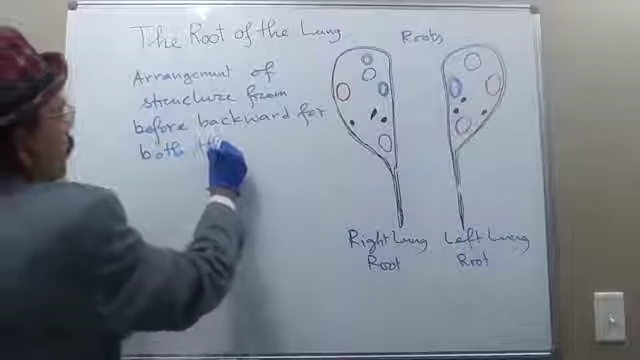 The Root of the Lung
Roots
Arrangement of
structure from
before backward for
both th
Right Lung
Root
Left Lung
Root